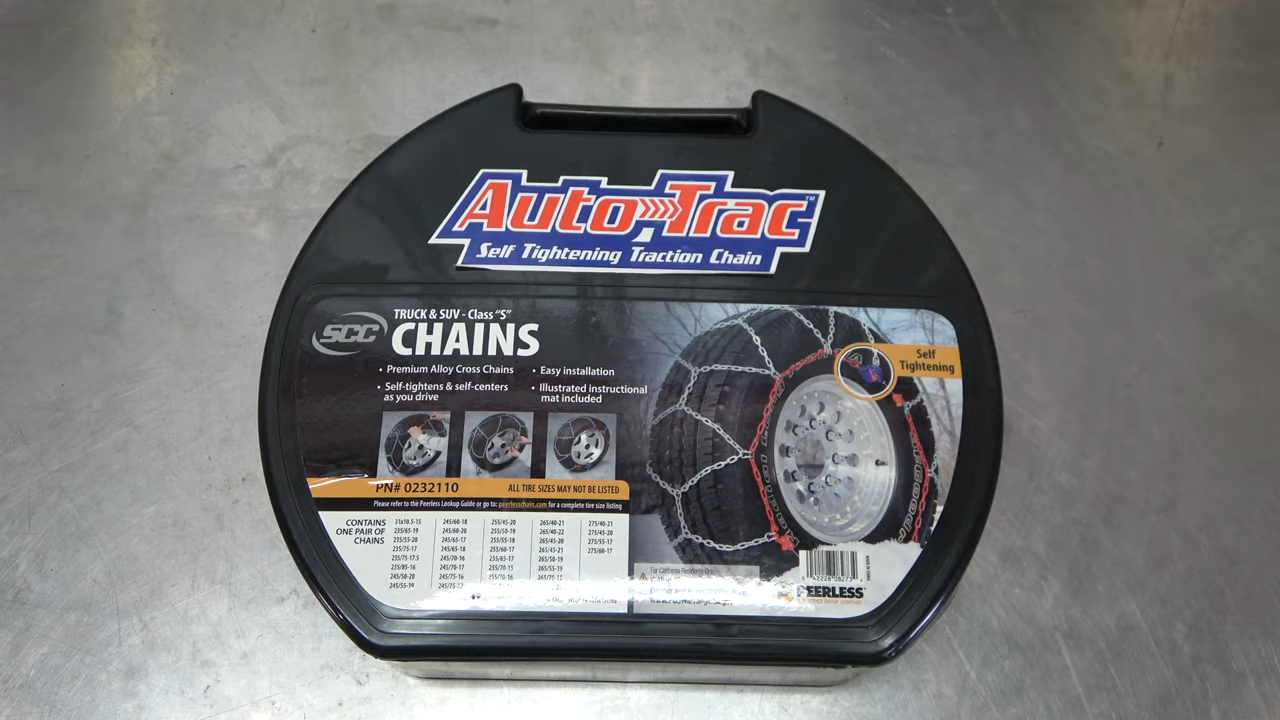 Auto Trac™
Self Tightening Traction Chain
SCC
TRUCK & SUV - Class "S"
CHAINS
• Premium Alloy Cross Chains
• Self-tightens & self-centers
as you drive
• Easy installation
• Illustrated instructional
mat included
Self
Tightening
PN# 0232110
ALL TIRE SIZES MAY NOT BE LISTED
Please refer to the Peerless Lookup Guide or go to: peerlesschain.com for a complete tire size listing
CONTAINS
ONE PAIR OF
CHAINS
31x10.5-15
235/65-19
235/55-20
235/75-17
235/75-17.5
235/85-16
245/50-20
245/55-19
245/60-18
245/60-20
245/65-17
245/65-18
245/70-16
245/70-17
245/75-16
255/45-20
255/50-19
255/55-18
255/60-17
255/65-17
255/70-15
255/70-16
265/40-21
265/40-22
265/45-20
265/45-21
265/50-19
265/55-19
275/40-21
275/45-20
275/55-17
275/60-17
For California Residents Only
PEERLESS